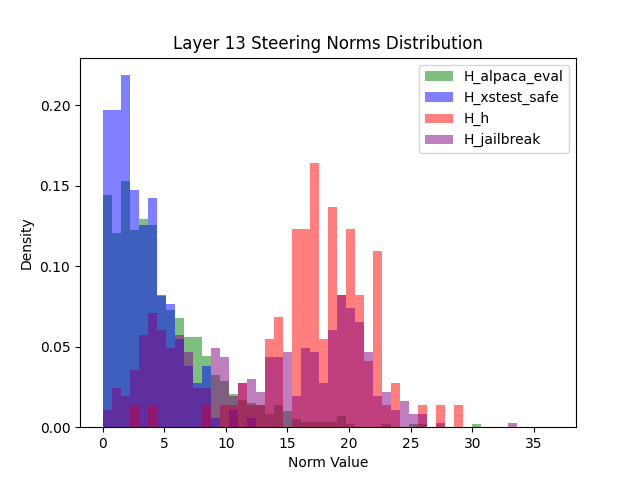 Layer 13 Steering Norms Distribution
H_alpaca_eval
H_xstest_safe
H_h
H_jailbreak
0.20
0.15
0.10
0.05
0.00
Density
0
5
10
15
20
25
30
35
Norm Value